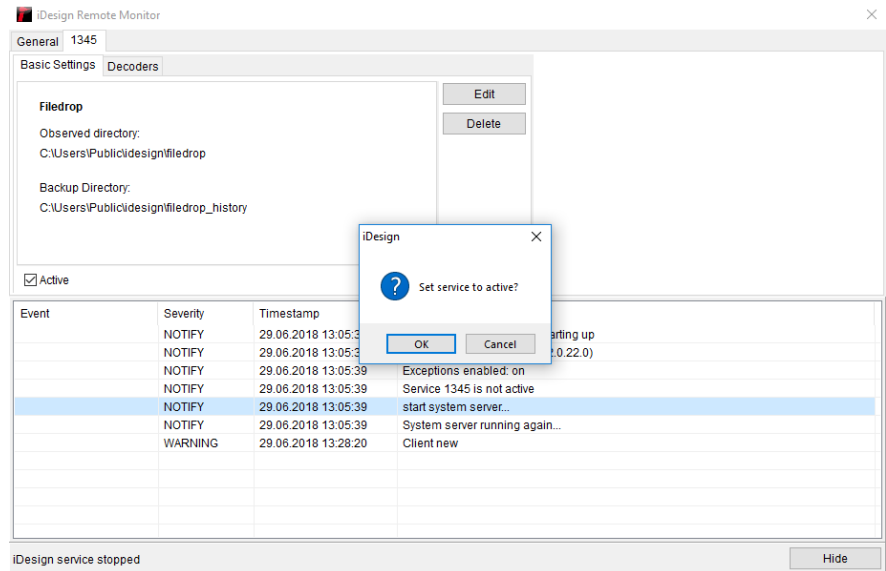 iDesign Remote Monitor
General 1345
Basic Settings Decoders
Filedrop
Observed directory:
C:\Users\Public\idesign\filedrop
Backup Directory:
C:\Users\Public\idesign\filedrop_history
Edit
Delete
Active
iDesign
Set service to active?
OK Cancel
Event Severity Timestamp
NOTIFY 29.06.2018 13:05:3 arting up
NOTIFY 29.06.2018 13:05:39 .0.22.0)
NOTIFY 29.06.2018 13:05:39 Exceptions enabled: on
NOTIFY 29.06.2018 13:05:39 Service 1345 is not active
NOTIFY 29.06.2018 13:05:39 start system server...
NOTIFY 29.06.2018 13:05:39 System server running again...
WARNING 29.06.2018 13:28:20 Client new
iDesign service stopped
Hide